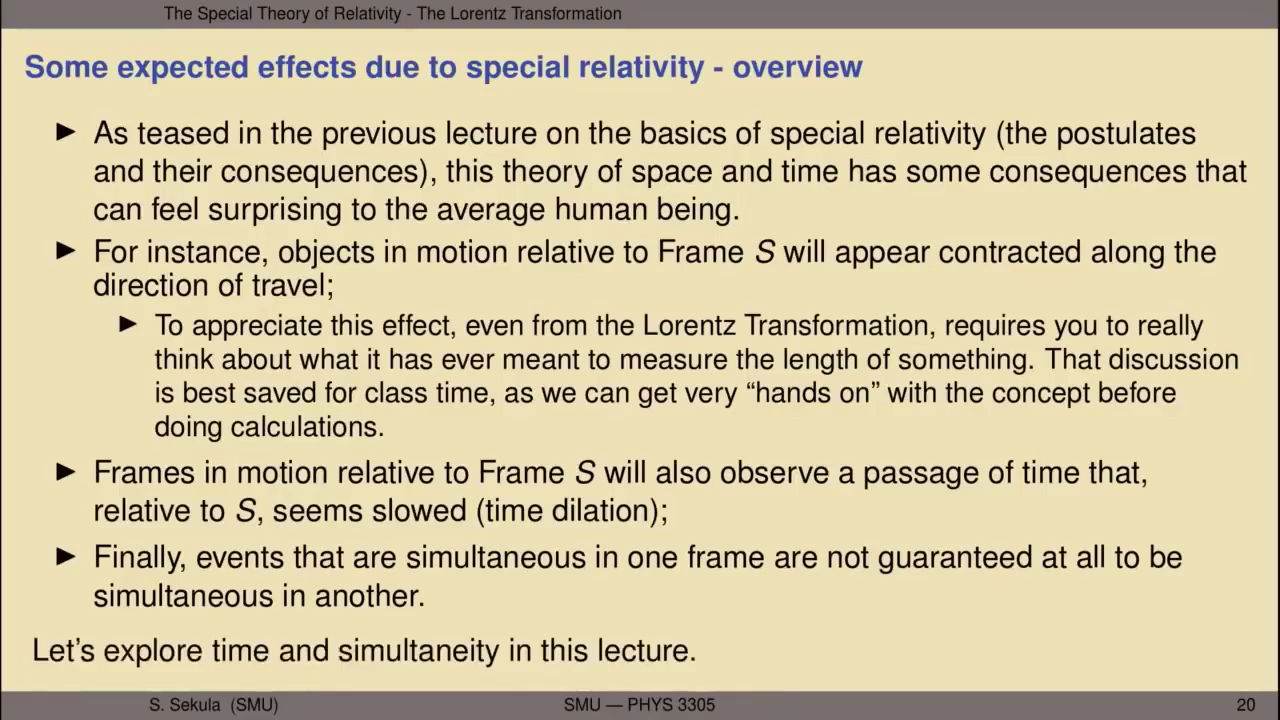 The Special Theory of Relativity - The Lorentz Transformation
Some expected effects due to special relativity - overview
▶ As teased in the previous lecture on the basics of special relativity (the postulates
and their consequences), this theory of space and time has some consequences that
can feel surprising to the average human being.
▶ For instance, objects in motion relative to Frame S will appear contracted along the
direction of travel;
▶ To appreciate this effect, even from the Lorentz Transformation, requires you to really
think about what it has ever meant to measure the length of something. That discussion
is best saved for class time, as we can get very “hands on” with the concept before
doing calculations.
▶ Frames in motion relative to Frame S will also observe a passage of time that,
relative to S, seems slowed (time dilation);
▶ Finally, events that are simultaneous in one frame are not guaranteed at all to be
simultaneous in another.
Let’s explore time and simultaneity in this lecture.
S. Sekula (SMU) SMU — PHYS 3305 20